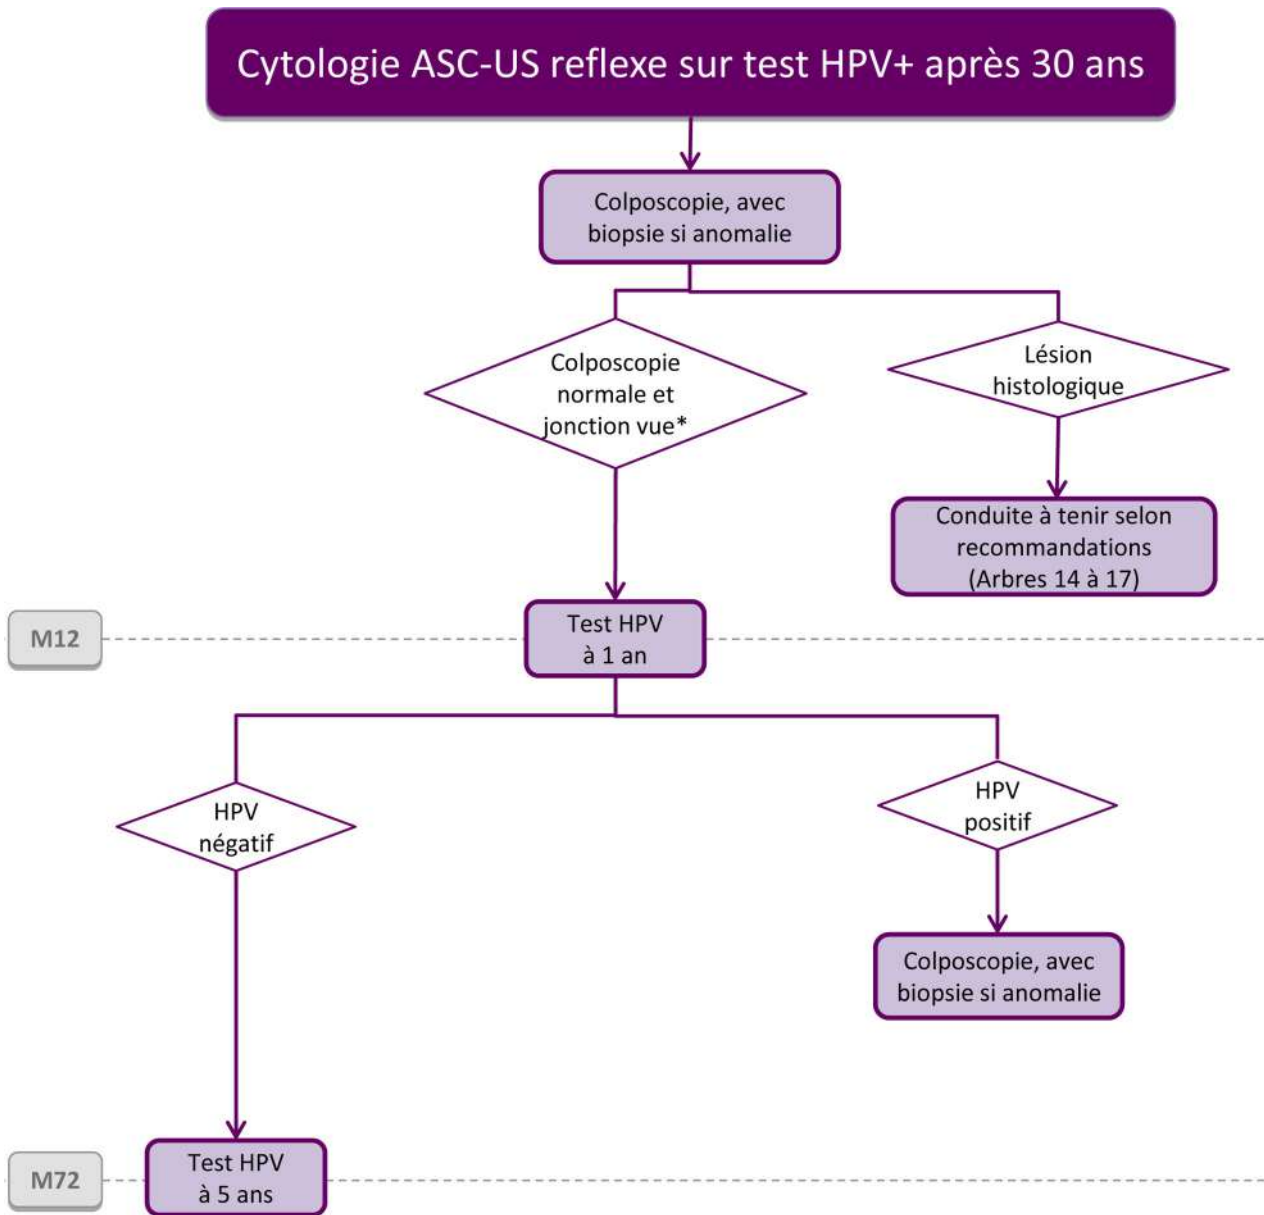 Cytologie ASC-US reflexe sur test HPV+ après 30 ans
Colposcopie, avec
biopsie si anomalie
Colposcopie
normale et
jonction vue*
Lésion
histologique
Conduite à tenir selon
recommandations
(Arbres 14 à 17)
M12
Test HPV
à 1 an
HPV
négatif
HPV
positif
Colposcopie, avec
biopsie si anomalie
M72
Test HPV
à 5 ans